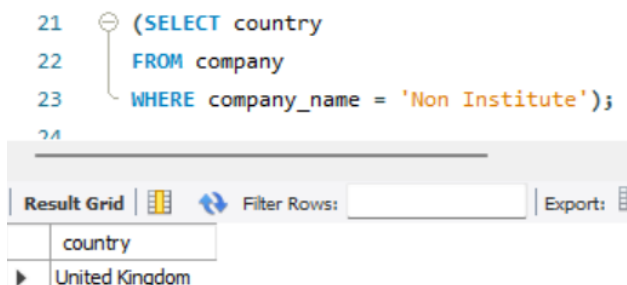 21 (SELECT country
22 FROM company
23 WHERE company_name = 'Non Institute');
24
Result Grid Filter Rows: Export:
country
United Kingdom